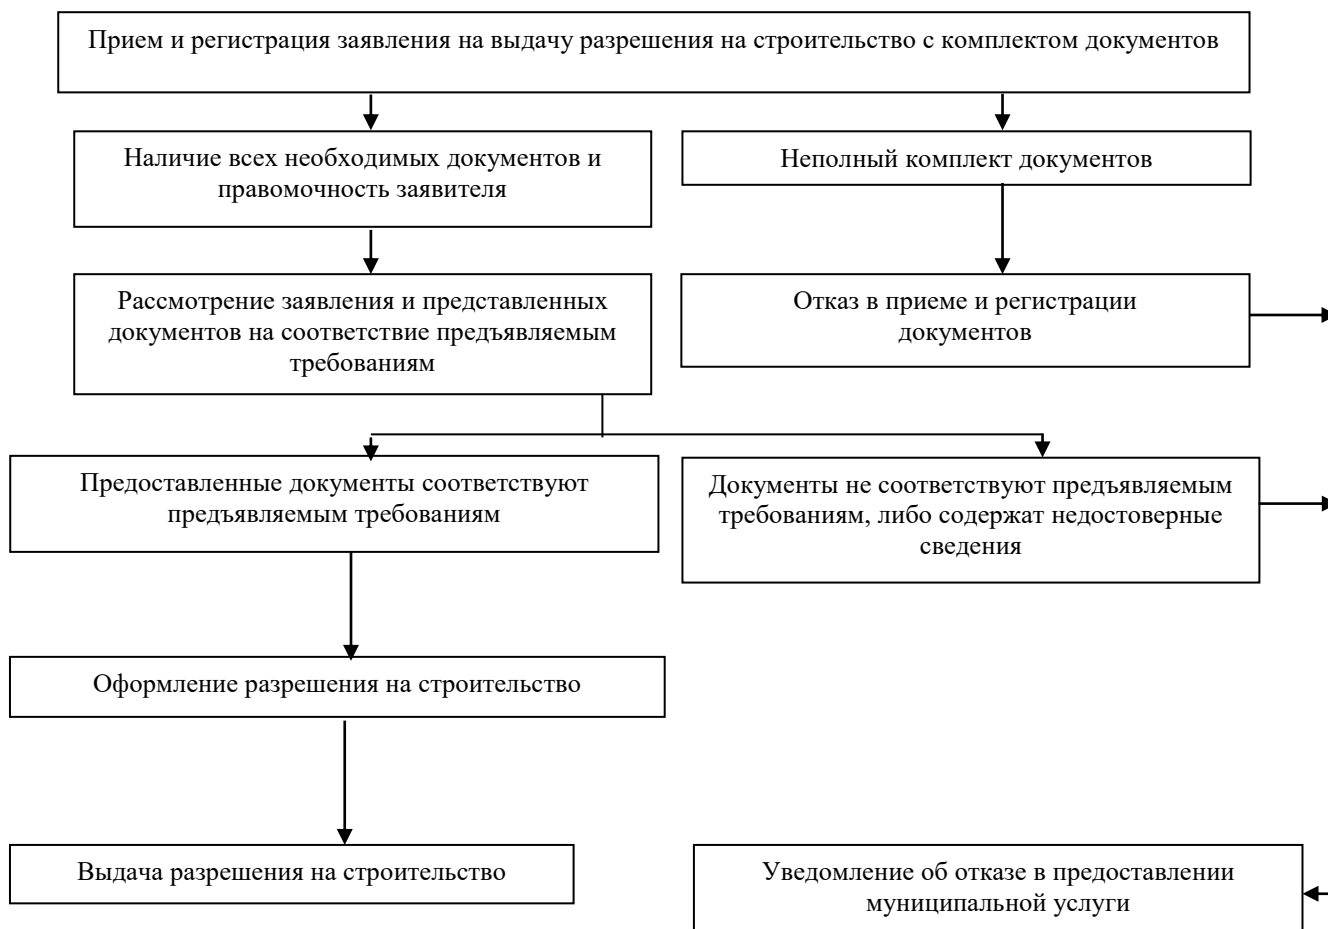 Прием и регистрация заявления на выдачу разрешения на строительство с комплектом документов
Наличие всех необходимых документов и
правомочность заявителя
Неполный комплект документов
Рассмотрение заявления и представленных
документов на соответствие предъявляемым
требованиям
Отказ в приеме и регистрации
документов
Предоставленные документы соответствуют
предъявляемым требованиям
Документы не соответствуют предъявляемым
требованиям, либо содержат недостоверные
сведения
Оформление разрешения на строительство
Выдача разрешения на строительство
Уведомление об отказе в предоставлении
муниципальной услуги